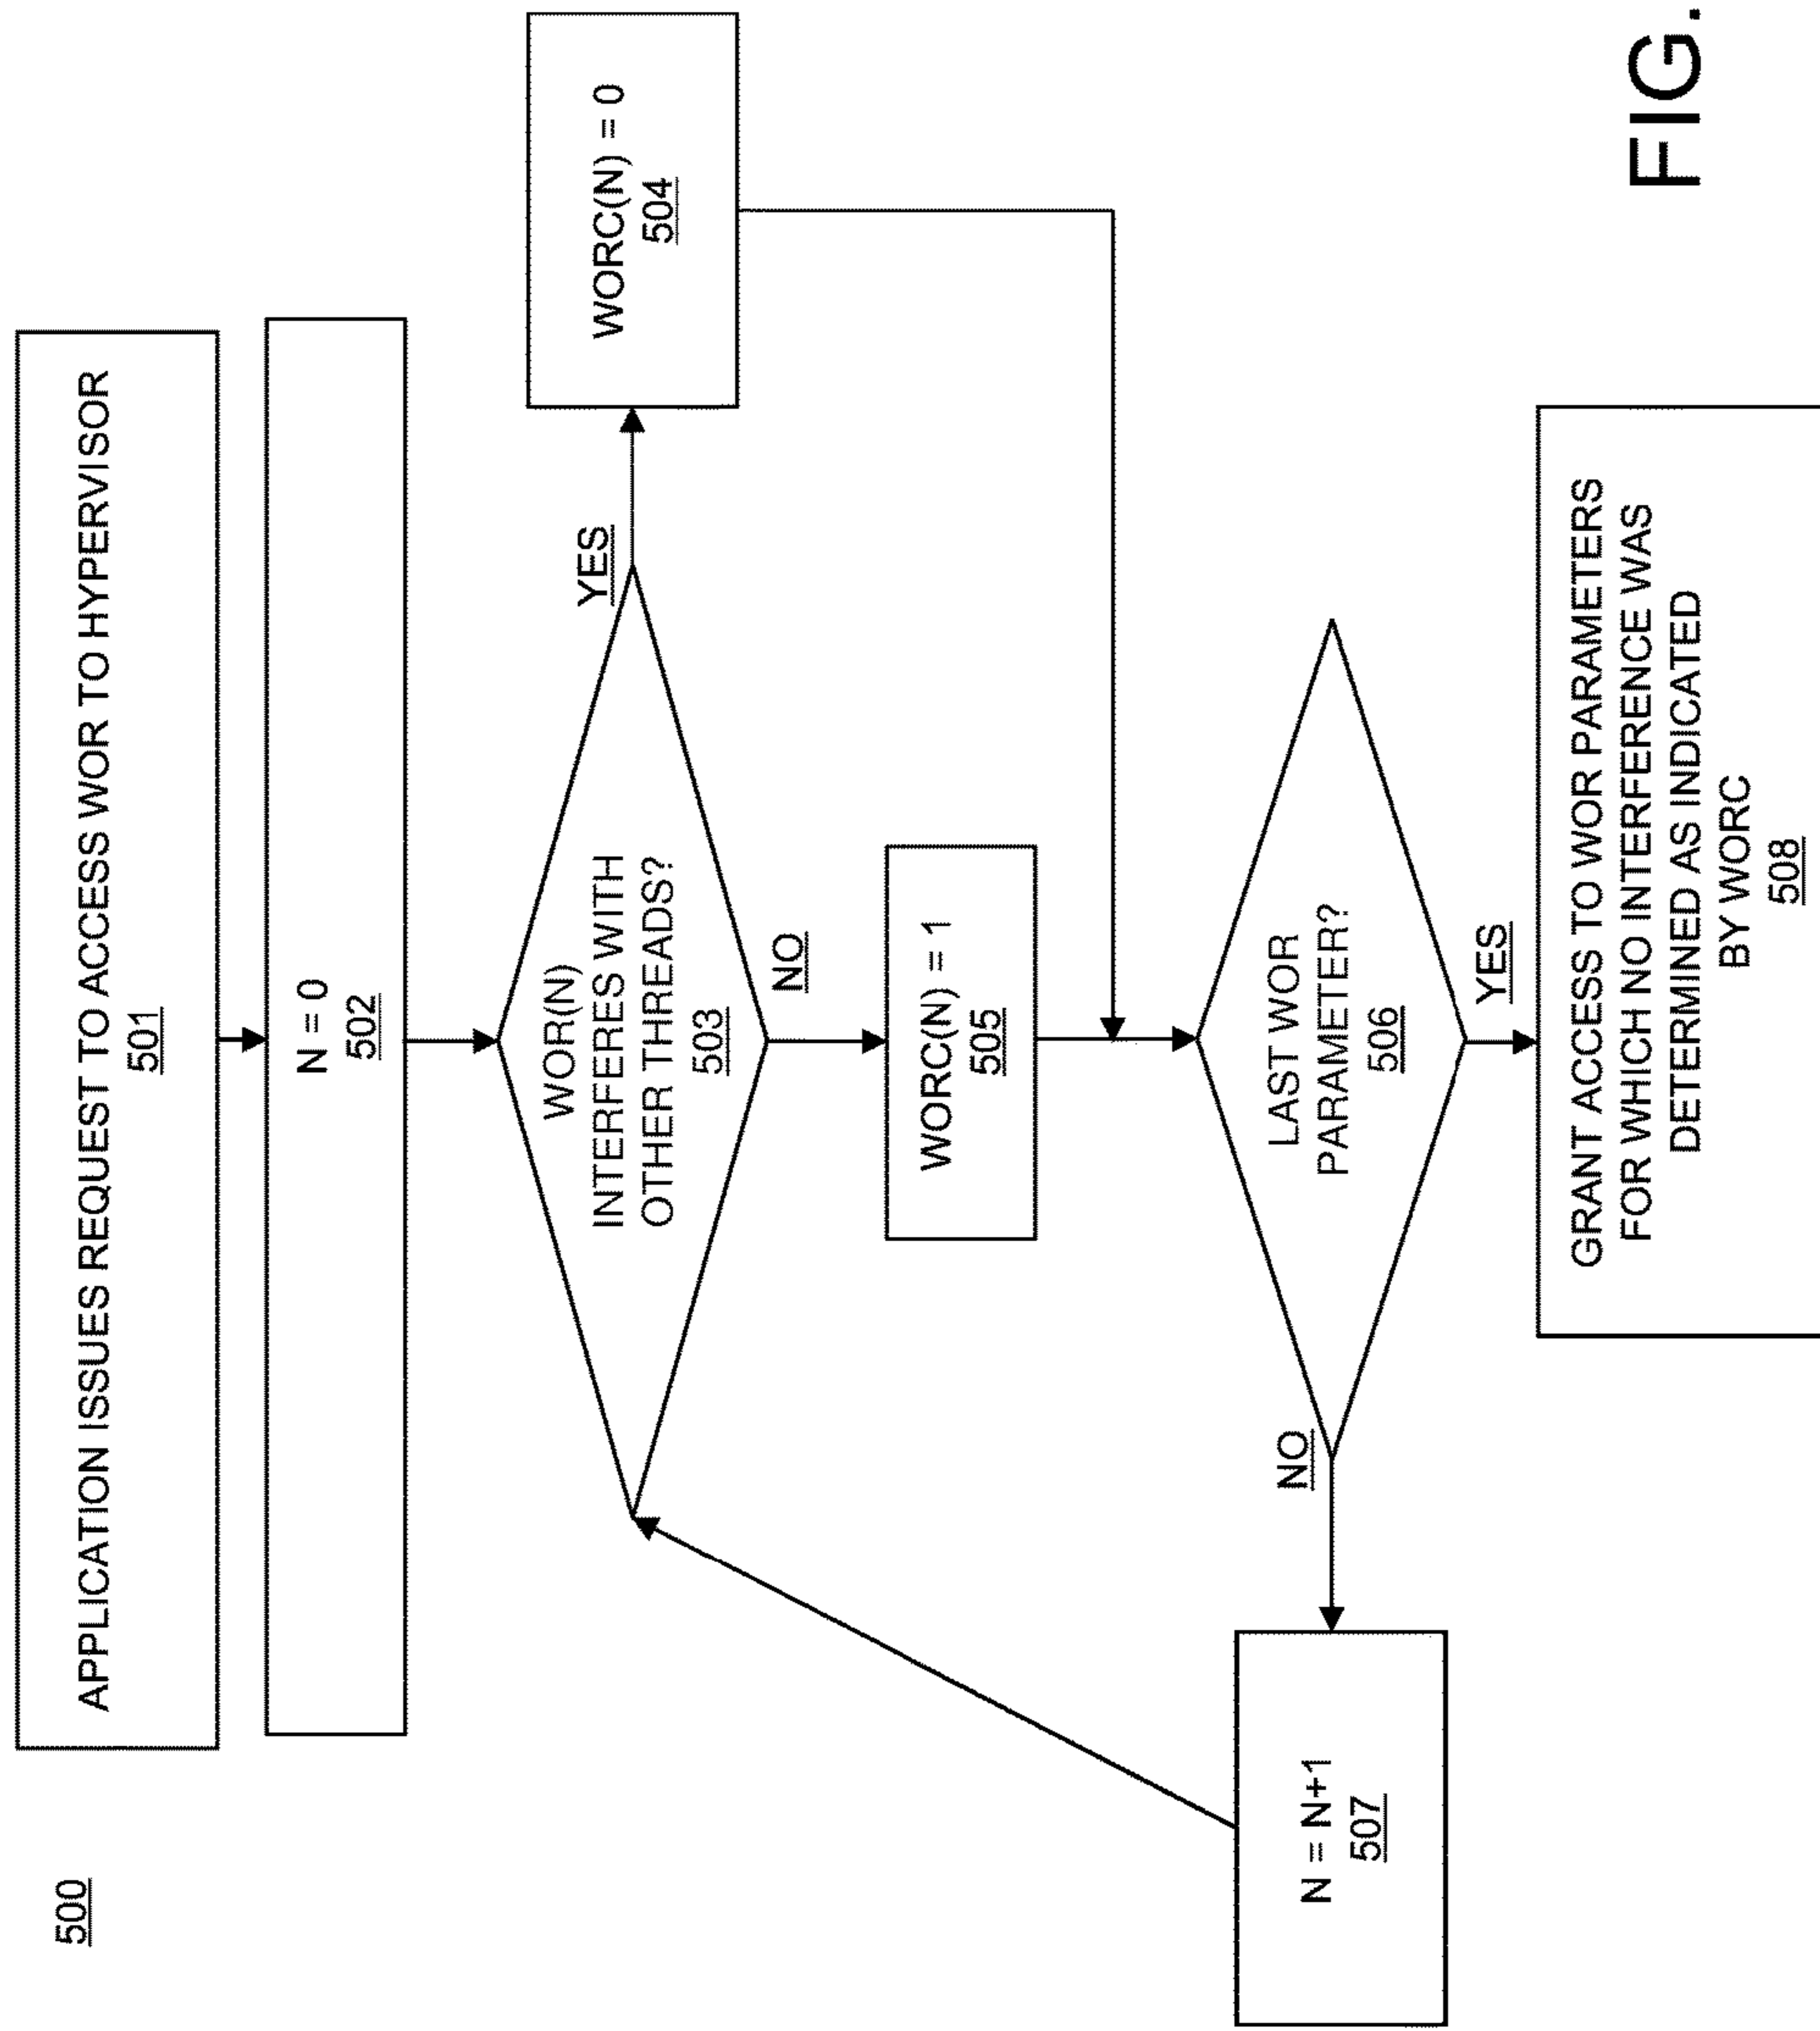 500
APPLICATION ISSUES REQUEST TO ACCESS WOR TO HYPERVISOR
501
N = 0
502
WOR(N)
INTERFERES WITH
OTHER THREADS?
503
YES
WORC(N) = 0
504
NO
WORC(N) = 1
505
LAST WOR
PARAMETER?
506
NO
N = N+1
507
YES
GRANT ACCESS TO WOR PARAMETERS
FOR WHICH NO INTERFERENCE WAS
DETERMINED AS INDICATED
BY WORC
508
FIG.